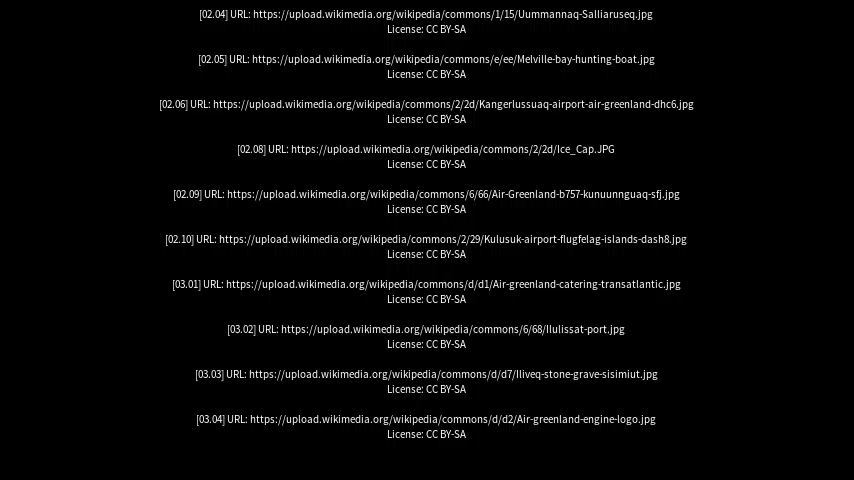 [02.04] URL: https://upload.wikimedia.org/wikipedia/commons/1/15/Uummannaq-Salliaruseq.jpg
License: CC BY-SA
[02.05] URL: https://upload.wikimedia.org/wikipedia/commons/e/ee/Melville-bay-hunting-boat.jpg
License: CC BY-SA
[02.06] URL: https://upload.wikimedia.org/wikipedia/commons/2/2d/Kangerlussuaq-airport-air-greenland-dhc6.jpg
License: CC BY-SA
[02.08] URL: https://upload.wikimedia.org/wikipedia/commons/2/2d/Ice_Cap.JPG
License: CC BY-SA
[02.09] URL: https://upload.wikimedia.org/wikipedia/commons/6/66/Air-Greenland-b757-kunuunnguaq-sfj.jpg
License: CC BY-SA
[02.10] URL: https://upload.wikimedia.org/wikipedia/commons/2/29/Kulusuk-airport-flugfelag-islands-dash8.jpg
License: CC BY-SA
[03.01] URL: https://upload.wikimedia.org/wikipedia/commons/d/d1/Air-greenland-catering-transatlantic.jpg
License: CC BY-SA
[03.02] URL: https://upload.wikimedia.org/wikipedia/commons/6/68/Ilulissat-port.jpg
License: CC BY-SA
[03.03] URL: https://upload.wikimedia.org/wikipedia/commons/d/d7/Iliveq-stone-grave-sisimiut.jpg
License: CC BY-SA
[03.04] URL: https://upload.wikimedia.org/wikipedia/commons/d/d2/Air-greenland-engine-logo.jpg
License: CC BY-SA